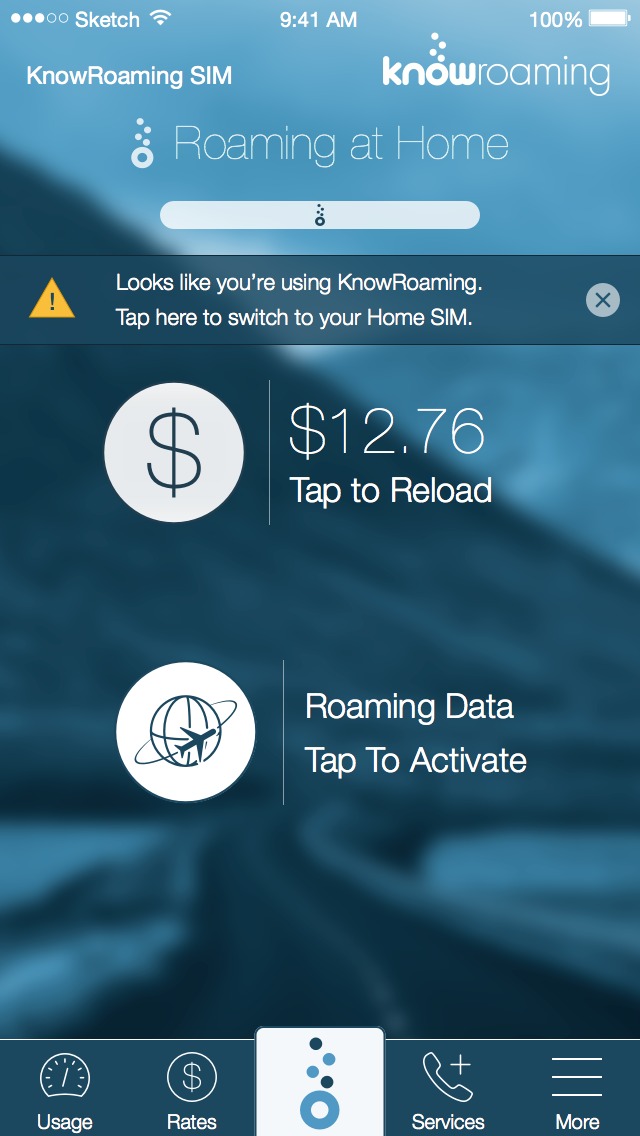 Sketch 9:41 AM 100%
KnowRoaming SIM
knowroaming
Roaming at Home
Looks like you’re using KnowRoaming.
Tap here to switch to your Home SIM.
$
$12.76
Tap to Reload
Roaming Data
Tap To Activate
$
Usage Rates Services More